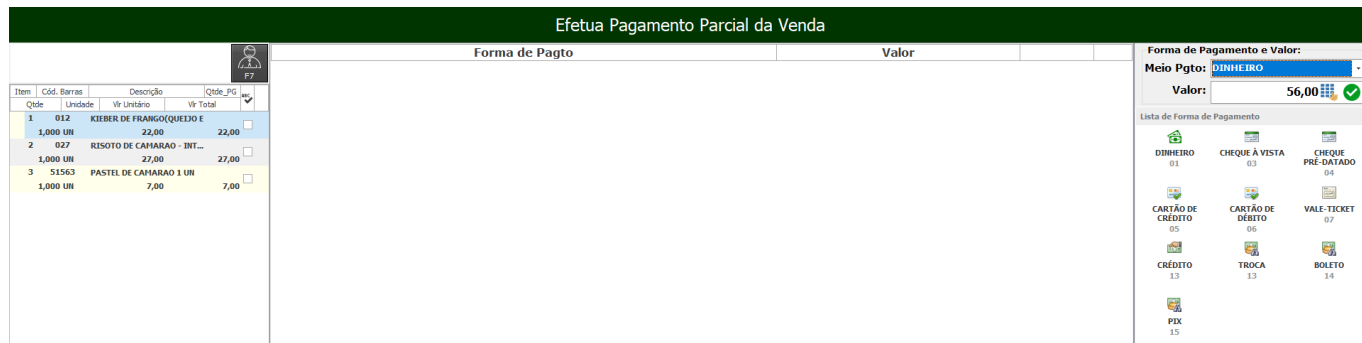 Efetua Pagamento Parcial da Venda
F7
Item Cód. Barras Descrição Qtde_PG
Qtde Unidade Vlr Unitário Vlr Total
1 012 KIEBER DE FRANGO(QUEIJO E
1,000 UN 22,00 22,00
2 027 RISOTO DE CAMARAO - INT...
1,000 UN 27,00 27,00
3 51563 PASTEL DE CAMARAO 1 UN
1,000 UN 7,00 7,00
Forma de Pagto Valor
Forma de Pagamento e Valor:
Meio Pgto: DINHEIRO
Valor: 56,00
Lista de Forma de Pagamento
DINHEIRO
01
CHEQUE À VISTA
03
CHEQUE
PRÉ-DATADO
04
CARTÃO DE
CRÉDITO
05
CARTÃO DE
DÉBITO
06
VALE-TICKET
07
CRÉDITO
13
TROCA
13
BOLETO
14
PIX
15